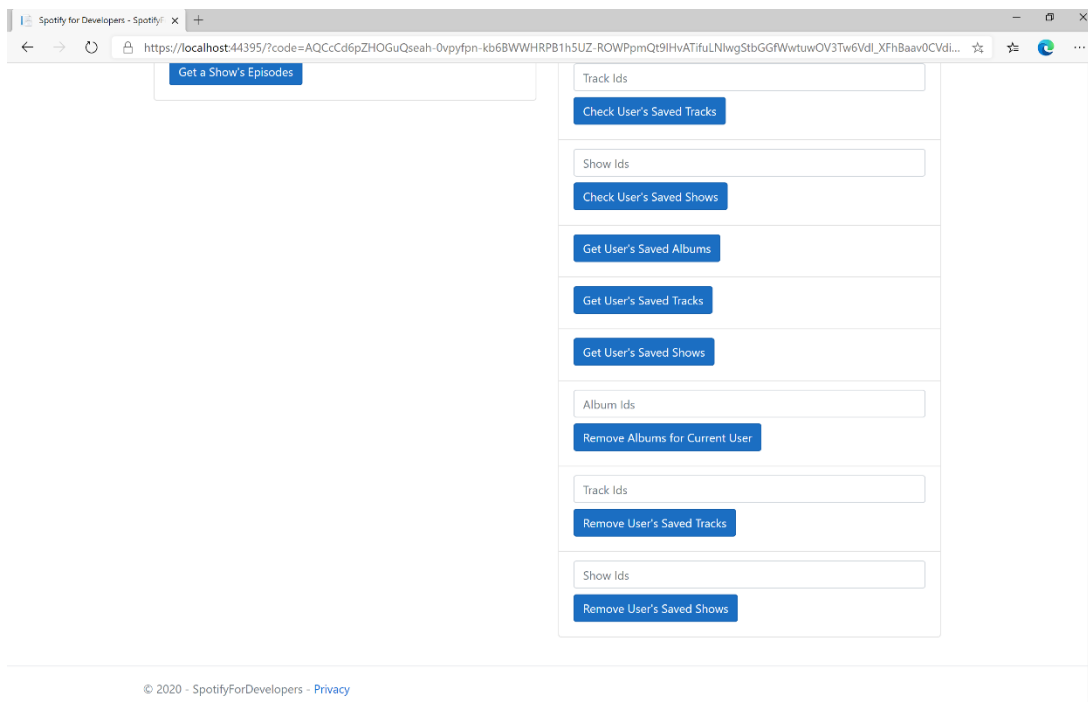 Spotify for Developers - SpotifyF
https://localhost:44395/?code=AQCcCd6pZHOGuQseah-0vpyfpn-kb6BWWHRPB1h5UZ-ROWPpmQt9IHvATifuLNIwgStbGGfWwtuwOV3Tw6Vdl_XFhBaav0CVdi...
Get a Show's Episodes
Track Ids
Check User's Saved Tracks
Show Ids
Check User's Saved Shows
Get User's Saved Albums
Get User's Saved Tracks
Get User's Saved Shows
Album Ids
Remove Albums for Current User
Track Ids
Remove User's Saved Tracks
Show Ids
Remove User's Saved Shows
© 2020 - SpotifyForDevelopers - Privacy